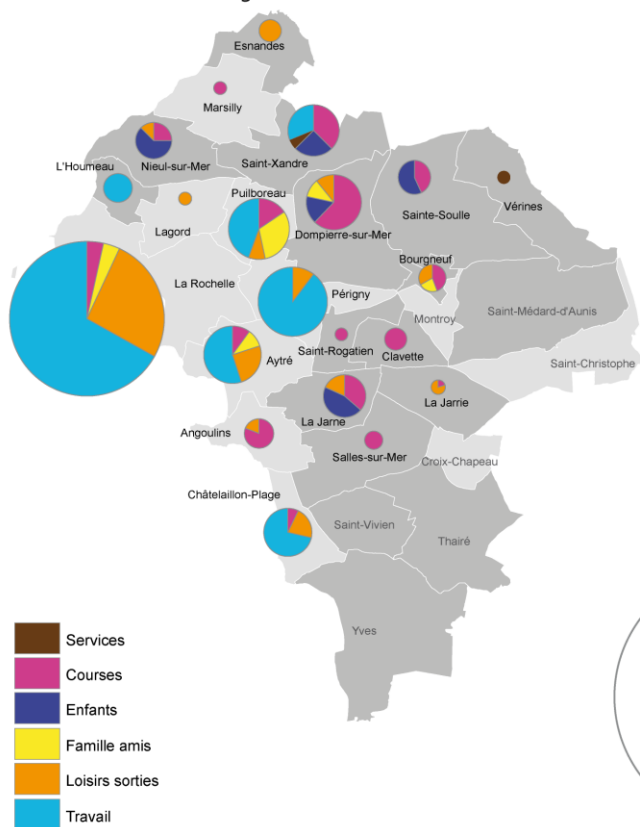 Esnandes
Marsilly
L'Houmeau
Nieul-sur-Mer
Saint-Xandre
Puilboreau
Sainte-Soulle
Vérines
Lagord
Dompierre-sur-Mer
Bourgneuf
La Rochelle
Périgny
Montroy
Saint-Médard-d'Aunis
Saint-Rogatien
Clavette
Saint-Christophe
Aytré
La Jarrie
La Jarne
Angoulins
Salles-sur-Mer
Croix-Chapeau
Châtelaillon-Plage
Saint-Vivien
Thairé
Yves
Services
Courses
Enfants
Famille amis
Loisirs sorties
Travail